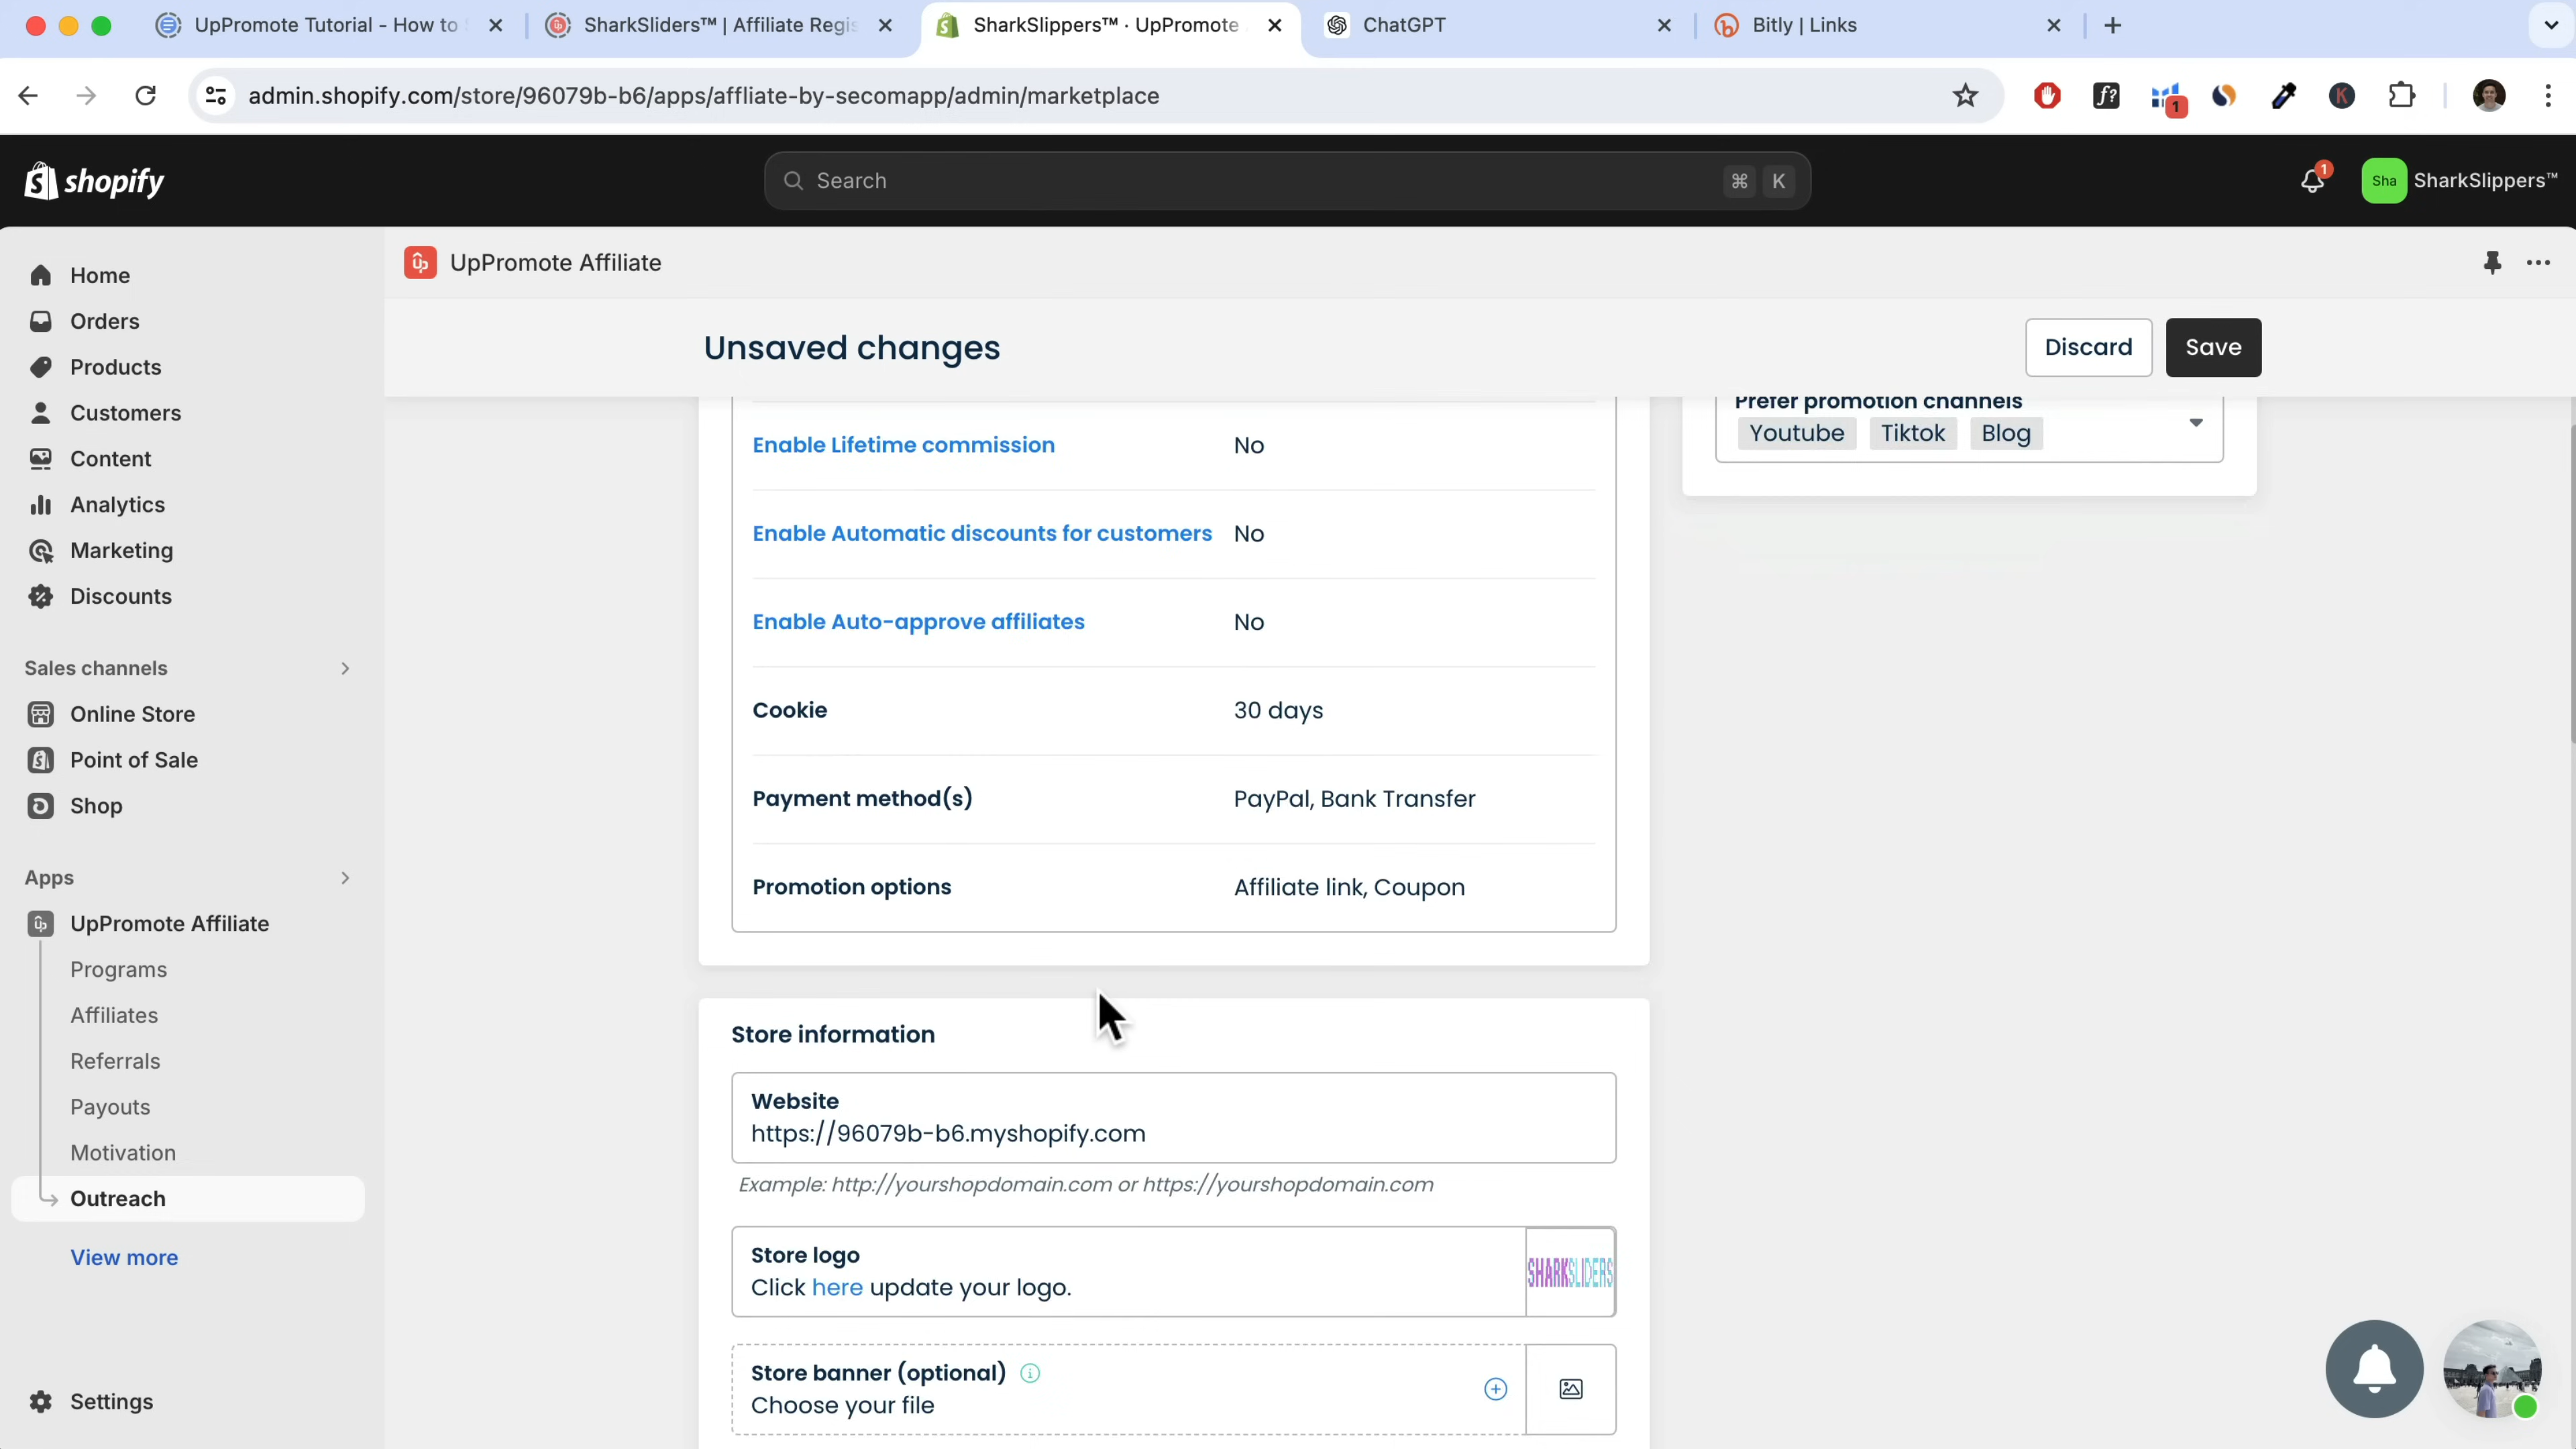 UpPromote Tutorial - How to
SharkSliders™ | Affiliate Regis
SharkSlippers™ · UpPromote
ChatGPT
Bitly | Links
admin.shopify.com/store/96079b-b6/apps/affliate-by-secomapp/admin/marketplace
f?
1
K
shopify
Search
⌘ K
1
Sha
SharkSlippers™
Home
Orders
Products
Customers
Content
Analytics
Marketing
Discounts
Sales channels
Online Store
Point of Sale
Shop
Apps
UpPromote Affiliate
Programs
Affiliates
Referrals
Payouts
Motivation
Outreach
View more
Settings
UpPromote Affiliate
Unsaved changes
Discard
Save
Enable Lifetime commission No
Enable Automatic discounts for customers No
Enable Auto-approve affiliates No
Cookie 30 days
Payment method(s) PayPal, Bank Transfer
Promotion options Affiliate link, Coupon
Prefer promotion channels
Youtube Tiktok Blog
Store information
Website
https://96079b-b6.myshopify.com
Example: http://yourshopdomain.com or https://yourshopdomain.com
Store logo
Click here update your logo.
SHARKSLIDERS
Store banner (optional)
Choose your file